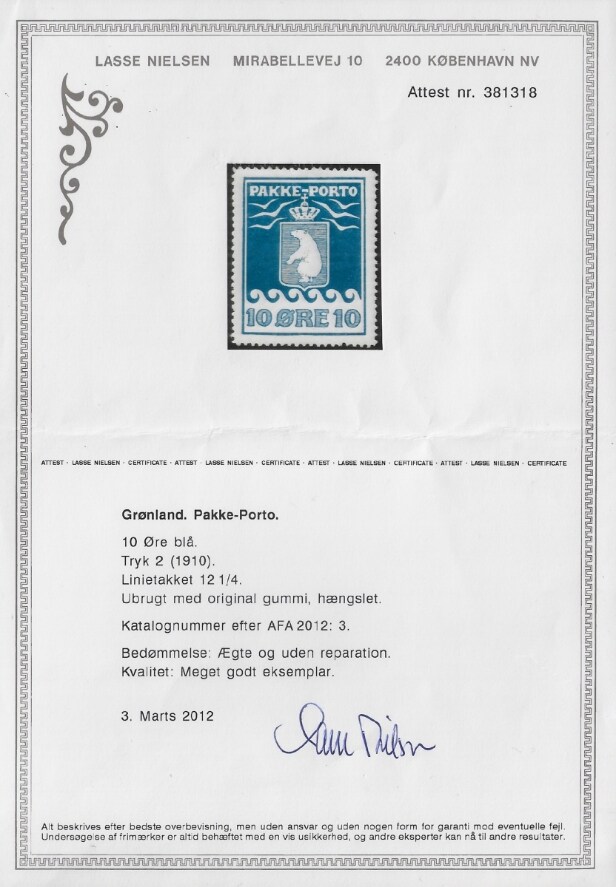 LASSE NIELSEN MIRABELLEVEJ 10 2400 KØBENHAVN NV
Attest nr. 381318
PAKKE-PORTO
10 ØRE 10
ATTEST · LASSE NIELSEN · CERTIFICATE · ATTEST · LASSE NIELSEN · CERTIFICATE · ATTEST · LASSE NIELSEN · CERTIFICATE · ATTEST · LASSE NIELSEN · CERTIFICATE
Grønland. Pakke-Porto.
10 Øre blå.
Tryk 2 (1910).
Linietakket 12 1/4.
Ubrugt med original gummi, hængslet.
Katalognummer efter AFA 2012: 3.
Bedømmelse: Ægte og uden reparation.
Kvalitet: Meget godt eksemplar.
3. Marts 2012
Lasse Nielsen
Alt beskrives efter bedste overbevisning, men uden ansvar og uden nogen form for garanti mod eventuelle fejl.
Undersøgelse af frimærker er altid behæftet med en vis usikkerhed, og andre eksperter kan nå til andre resultater.